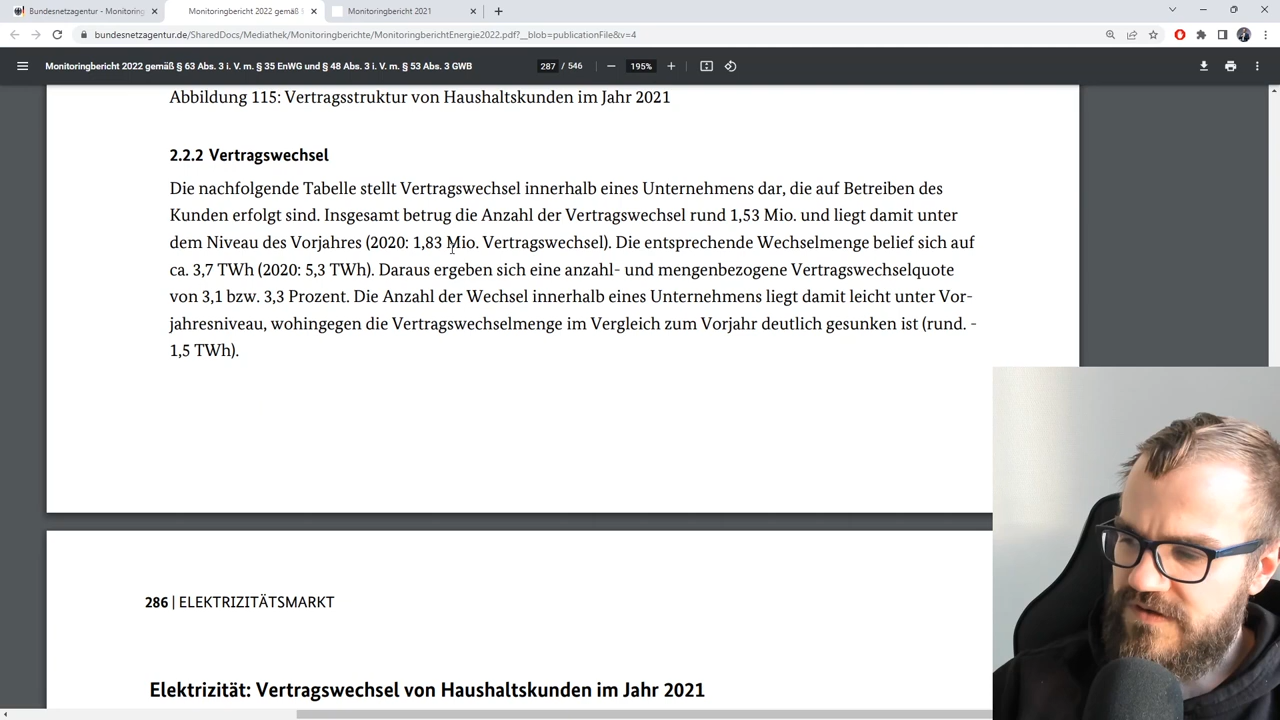 Bundesnetzagentur - Monitoring
Monitoringbericht 2022 gemäß §
Monitoringbericht 2021
bundesnetzagentur.de/SharedDocs/Mediathek/Monitoringberichte/MonitoringberichtEnergie2022.pdf?__blob=publicationFile&v=4
Monitoringbericht 2022 gemäß § 63 Abs. 3 i. V. m. § 35 EnWG und § 48 Abs. 3 i. V. m. § 53 Abs. 3 GWB
287 / 546
195%
Abbildung 115: Vertragsstruktur von Haushaltskunden im Jahr 2021
2.2.2 Vertragswechsel
Die nachfolgende Tabelle stellt Vertragswechsel innerhalb eines Unternehmens dar, die auf Betreiben des
Kunden erfolgt sind. Insgesamt betrug die Anzahl der Vertragswechsel rund 1,53 Mio. und liegt damit unter
dem Niveau des Vorjahres (2020: 1,83 Mio. Vertragswechsel). Die entsprechende Wechselmenge belief sich auf
ca. 3,7 TWh (2020: 5,3 TWh). Daraus ergeben sich eine anzahl- und mengenbezogene Vertragswechselquote
von 3,1 bzw. 3,3 Prozent. Die Anzahl der Wechsel innerhalb eines Unternehmens liegt damit leicht unter Vor-
jahresniveau, wohingegen die Vertragswechselmenge im Vergleich zum Vorjahr deutlich gesunken ist (rund. -
1,5 TWh).
286 | ELEKTRIZITÄTSMARKT
Elektrizität: Vertragswechsel von Haushaltskunden im Jahr 2021